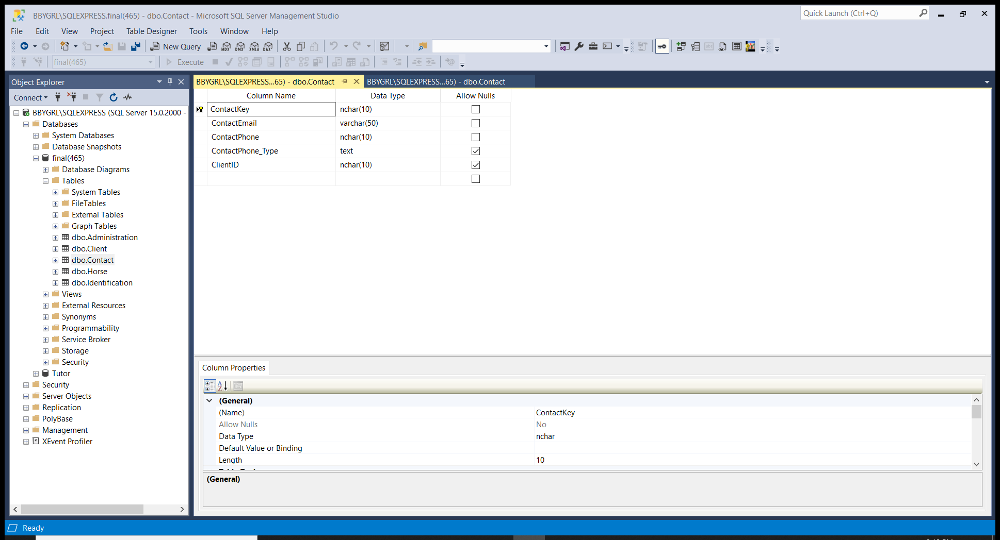 BBYGRL\SQLEXPRESS.final(465) - dbo.Contact - Microsoft SQL Server Management Studio
Quick Launch (Ctrl+Q)
File Edit View Project Table Designer Tools Window Help
New Query MDX DMX XMLA DAX
final(465) Execute
Object Explorer
Connect
BBYGRL\SQLEXPRESS (SQL Server 15.0.2000 -
Databases
System Databases
Database Snapshots
final(465)
Database Diagrams
Tables
System Tables
FileTables
External Tables
Graph Tables
dbo.Administration
dbo.Client
dbo.Contact
dbo.Horse
dbo.Identification
Views
External Resources
Synonyms
Programmability
Service Broker
Storage
Security
Tutor
Security
Server Objects
Replication
PolyBase
Management
XEvent Profiler
BBYGRL\SQLEXPRESS...65) - dbo.Contact BBYGRL\SQLEXPRESS...65) - dbo.Contact
Column Name Data Type Allow Nulls
ContactKey nchar(10)
ContactEmail varchar(50)
ContactPhone nchar(10)
ContactPhone_Type text
ClientID nchar(10)
Column Properties
(General)
(Name) ContactKey
Allow Nulls No
Data Type nchar
Default Value or Binding
Length 10
(General)
Ready